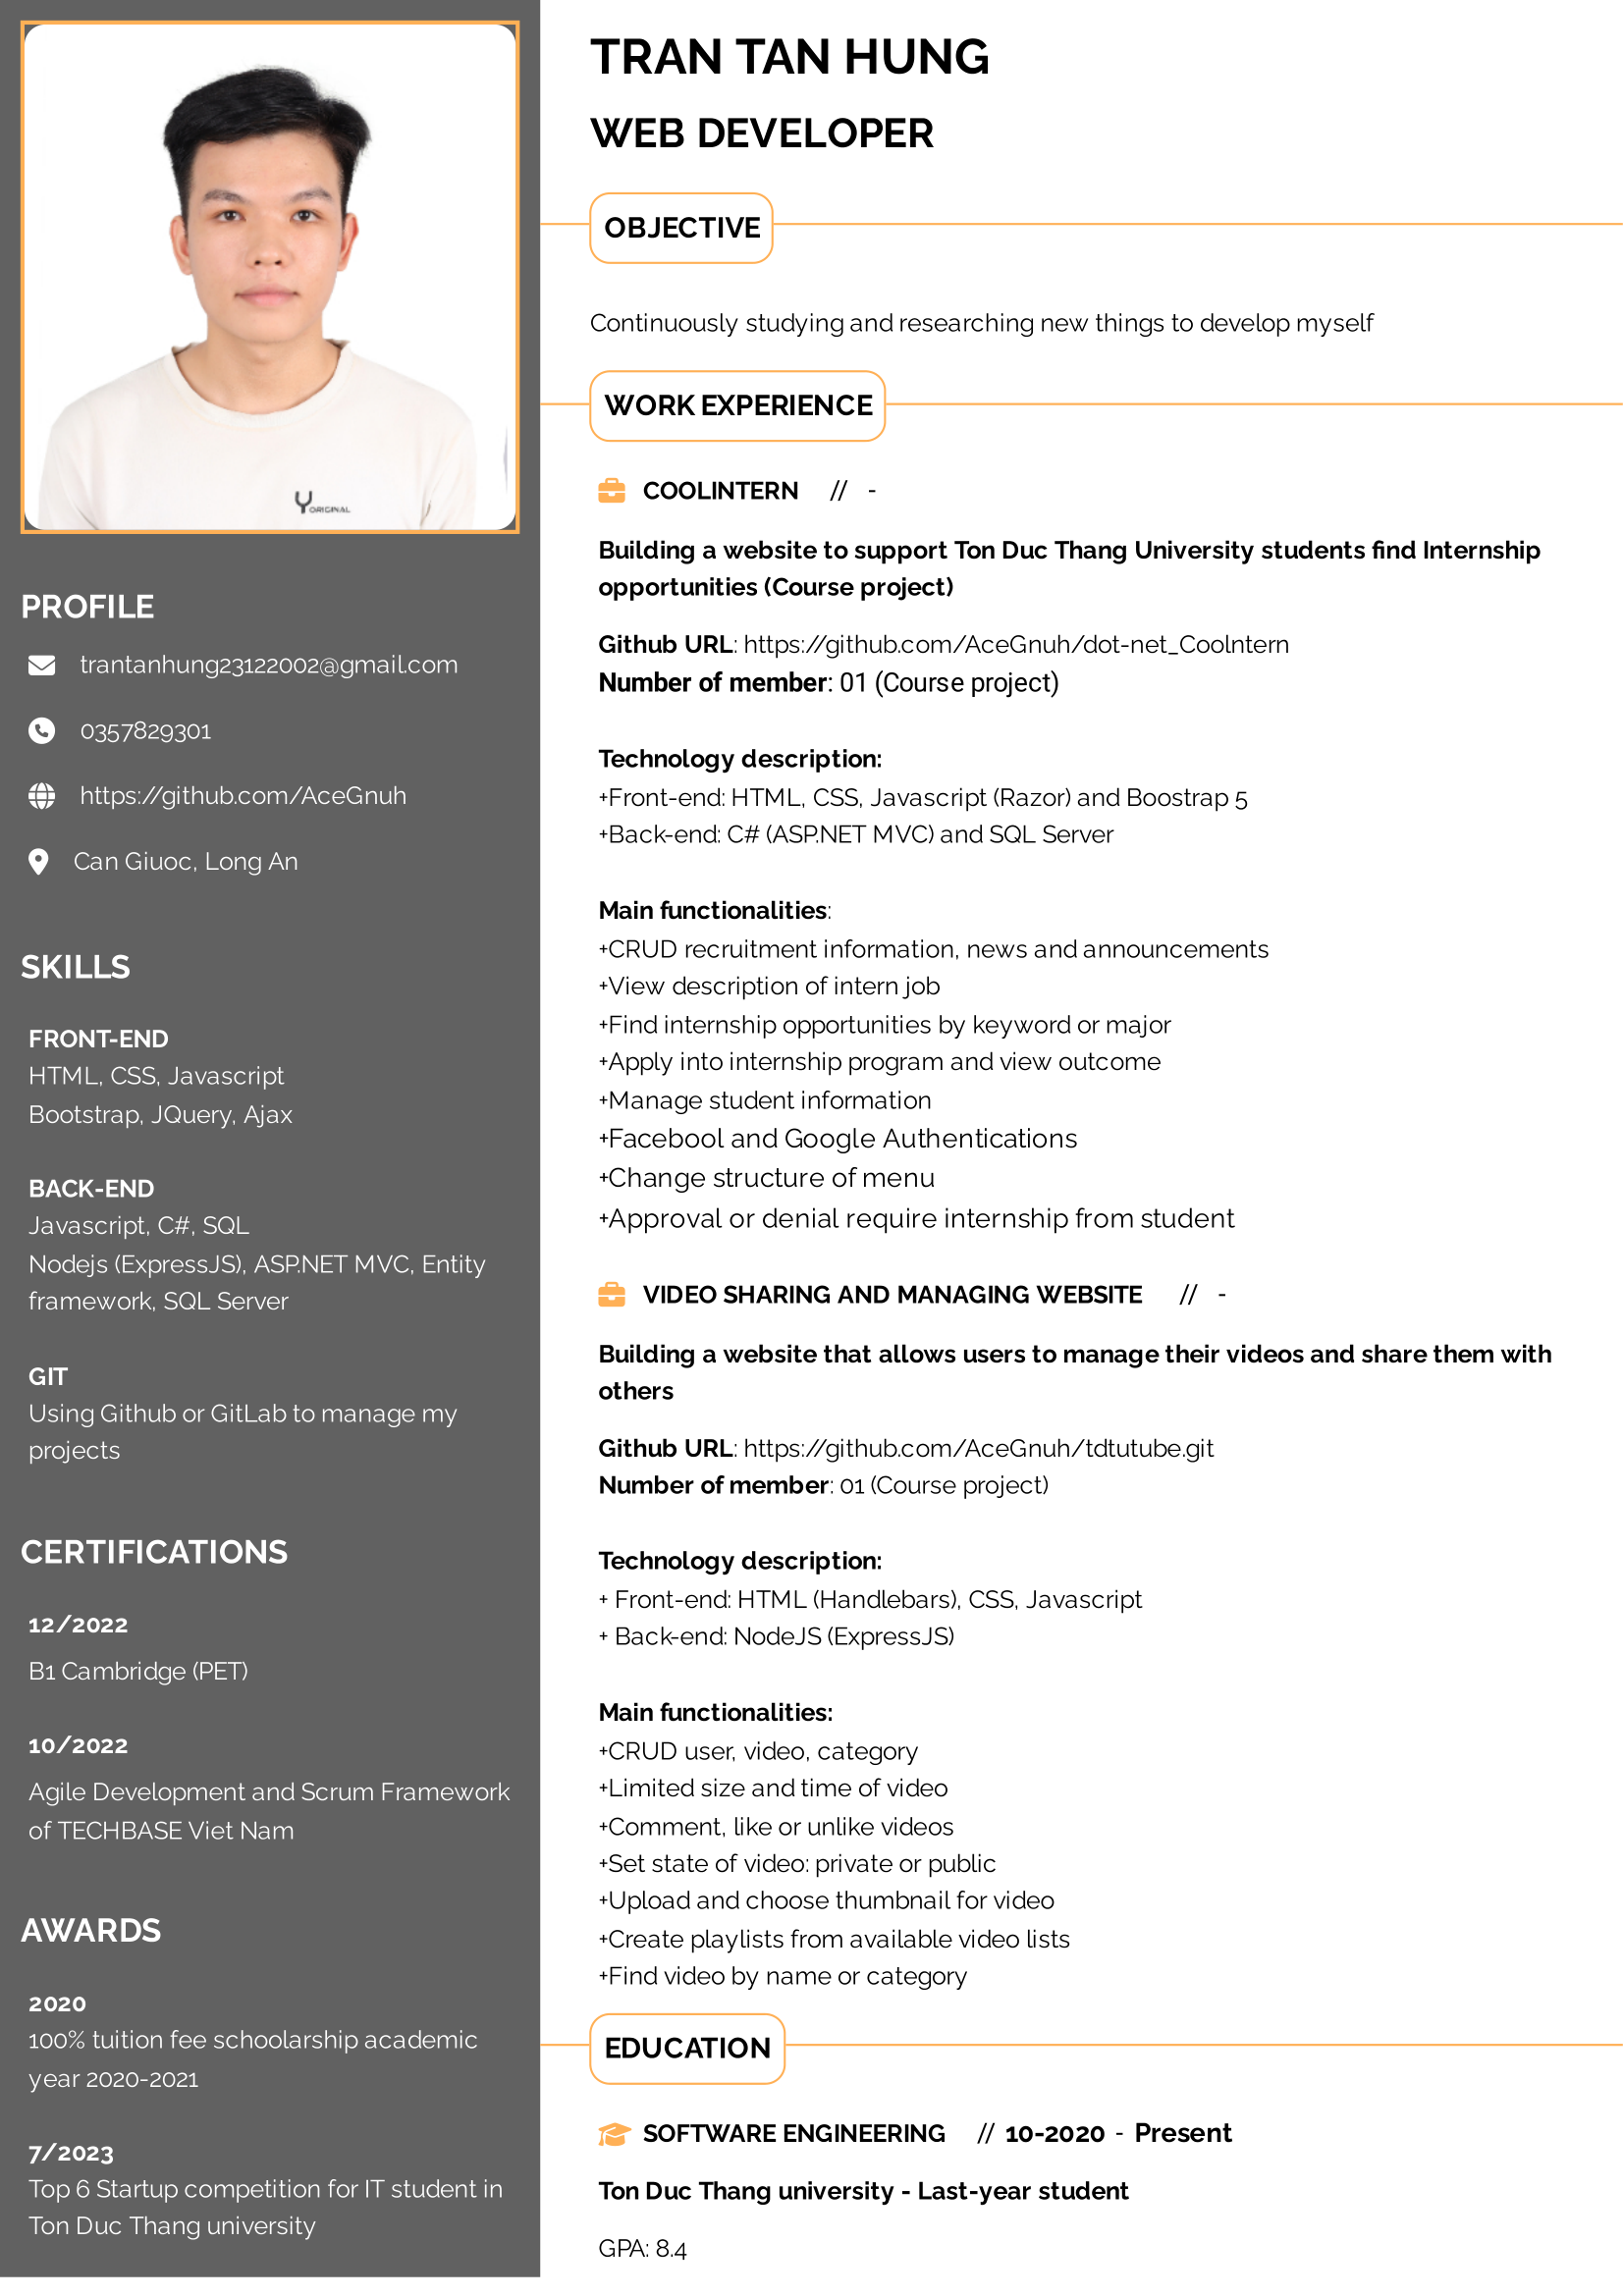 Y ORIGINAL
PROFILE
trantanhung23122002@gmail.com
0357829301
https://github.com/AceGnuh
Can Giuoc, Long An
SKILLS
FRONT-END
HTML, CSS, Javascript
Bootstrap, JQuery, Ajax
BACK-END
Javascript, C#, SQL
Nodejs (ExpressJS), ASP.NET MVC, Entity
framework, SQL Server
GIT
Using Github or GitLab to manage my
projects
CERTIFICATIONS
12/2022
B1 Cambridge (PET)
10/2022
Agile Development and Scrum Framework
of TECHBASE Viet Nam
AWARDS
2020
100% tuition fee schoolarship academic
year 2020-2021
7/2023
Top 6 Startup competition for IT student in
Ton Duc Thang university
TRAN TAN HUNG
WEB DEVELOPER
OBJECTIVE
Continuously studying and researching new things to develop myself
WORK EXPERIENCE
COOLINTERN // -
Building a website to support Ton Duc Thang University students find Internship
opportunities (Course project)
Github URL: https://github.com/AceGnuh/dot-net_CoolIntern
Number of member: 01 (Course project)
Technology description:
+Front-end: HTML, CSS, Javascript (Razor) and Boostrap 5
+Back-end: C# (ASP.NET MVC) and SQL Server
Main functionalities:
+CRUD recruitment information, news and announcements
+View description of intern job
+Find internship opportunities by keyword or major
+Apply into internship program and view outcome
+Manage student information
+Facebool and Google Authentications
+Change structure of menu
+Approval or denial require internship from student
VIDEO SHARING AND MANAGING WEBSITE // -
Building a website that allows users to manage their videos and share them with
others
Github URL: https://github.com/AceGnuh/tdtutube.git
Number of member: 01 (Course project)
Technology description:
+ Front-end: HTML (Handlebars), CSS, Javascript
+ Back-end: NodeJS (ExpressJS)
Main functionalities:
+CRUD user, video, category
+Limited size and time of video
+Comment, like or unlike videos
+Set state of video: private or public
+Upload and choose thumbnail for video
+Create playlists from available video lists
+Find video by name or category
EDUCATION
SOFTWARE ENGINEERING // 10-2020 - Present
Ton Duc Thang university - Last-year student
GPA: 8.4